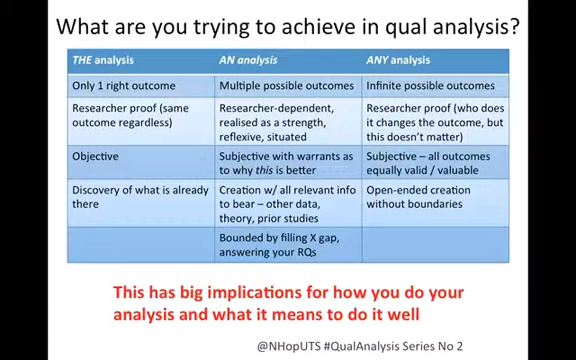 What are you trying to achieve in qual analysis?
THE analysis
AN analysis
ANY analysis
Only 1 right outcome
Multiple possible outcomes
Infinite possible outcomes
Researcher proof (same
outcome regardless)
Researcher-dependent,
realised as a strength,
reflexive, situated
Researcher proof (who does
it changes the outcome, but
this doesn't matter)
Objective
Subjective with warrants as
to why this is better
Subjective – all outcomes
equally valid / valuable
Discovery of what is already
there
Creation w/ all relevant info
to bear – other data,
theory, prior studies
Open-ended creation
without boundaries
Bounded by filling X gap,
answering your RQs
This has big implications for how you do your
analysis and what it means to do it well
@NHopUTS #QualAnalysis Series No 2